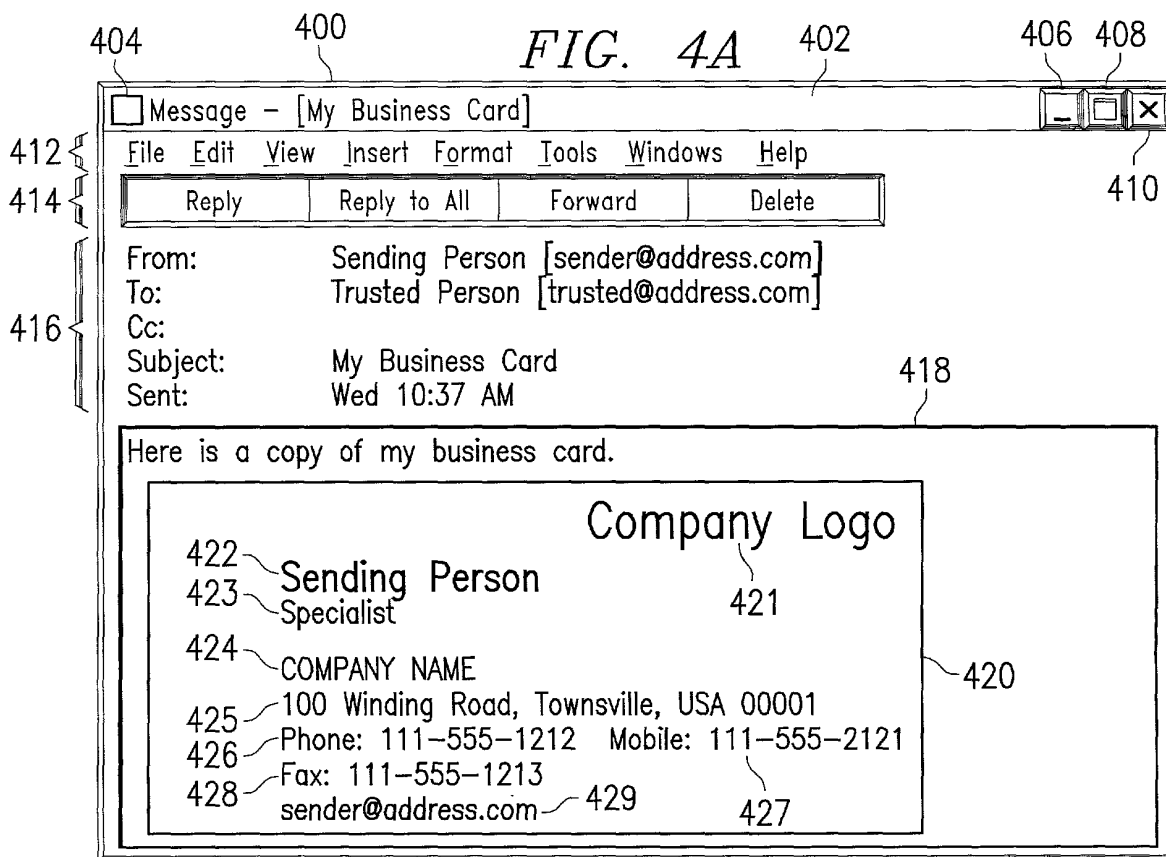 FIG. 4A
404 400 402 406 408
Message – [My Business Card]
412 File Edit View Insert Format Tools Windows Help
410
414 Reply Reply to All Forward Delete
From: Sending Person [sender@address.com]
To: Trusted Person [trusted@address.com]
416 Cc:
Subject: My Business Card
Sent: Wed 10:37 AM
418
Here is a copy of my business card.
Company Logo
421
422 Sending Person
423 Specialist
424 COMPANY NAME
420
425 100 Winding Road, Townsville, USA 00001
426 Phone: 111–555–1212 Mobile: 111–555–2121
427
428 Fax: 111–555–1213
sender@address.com 429